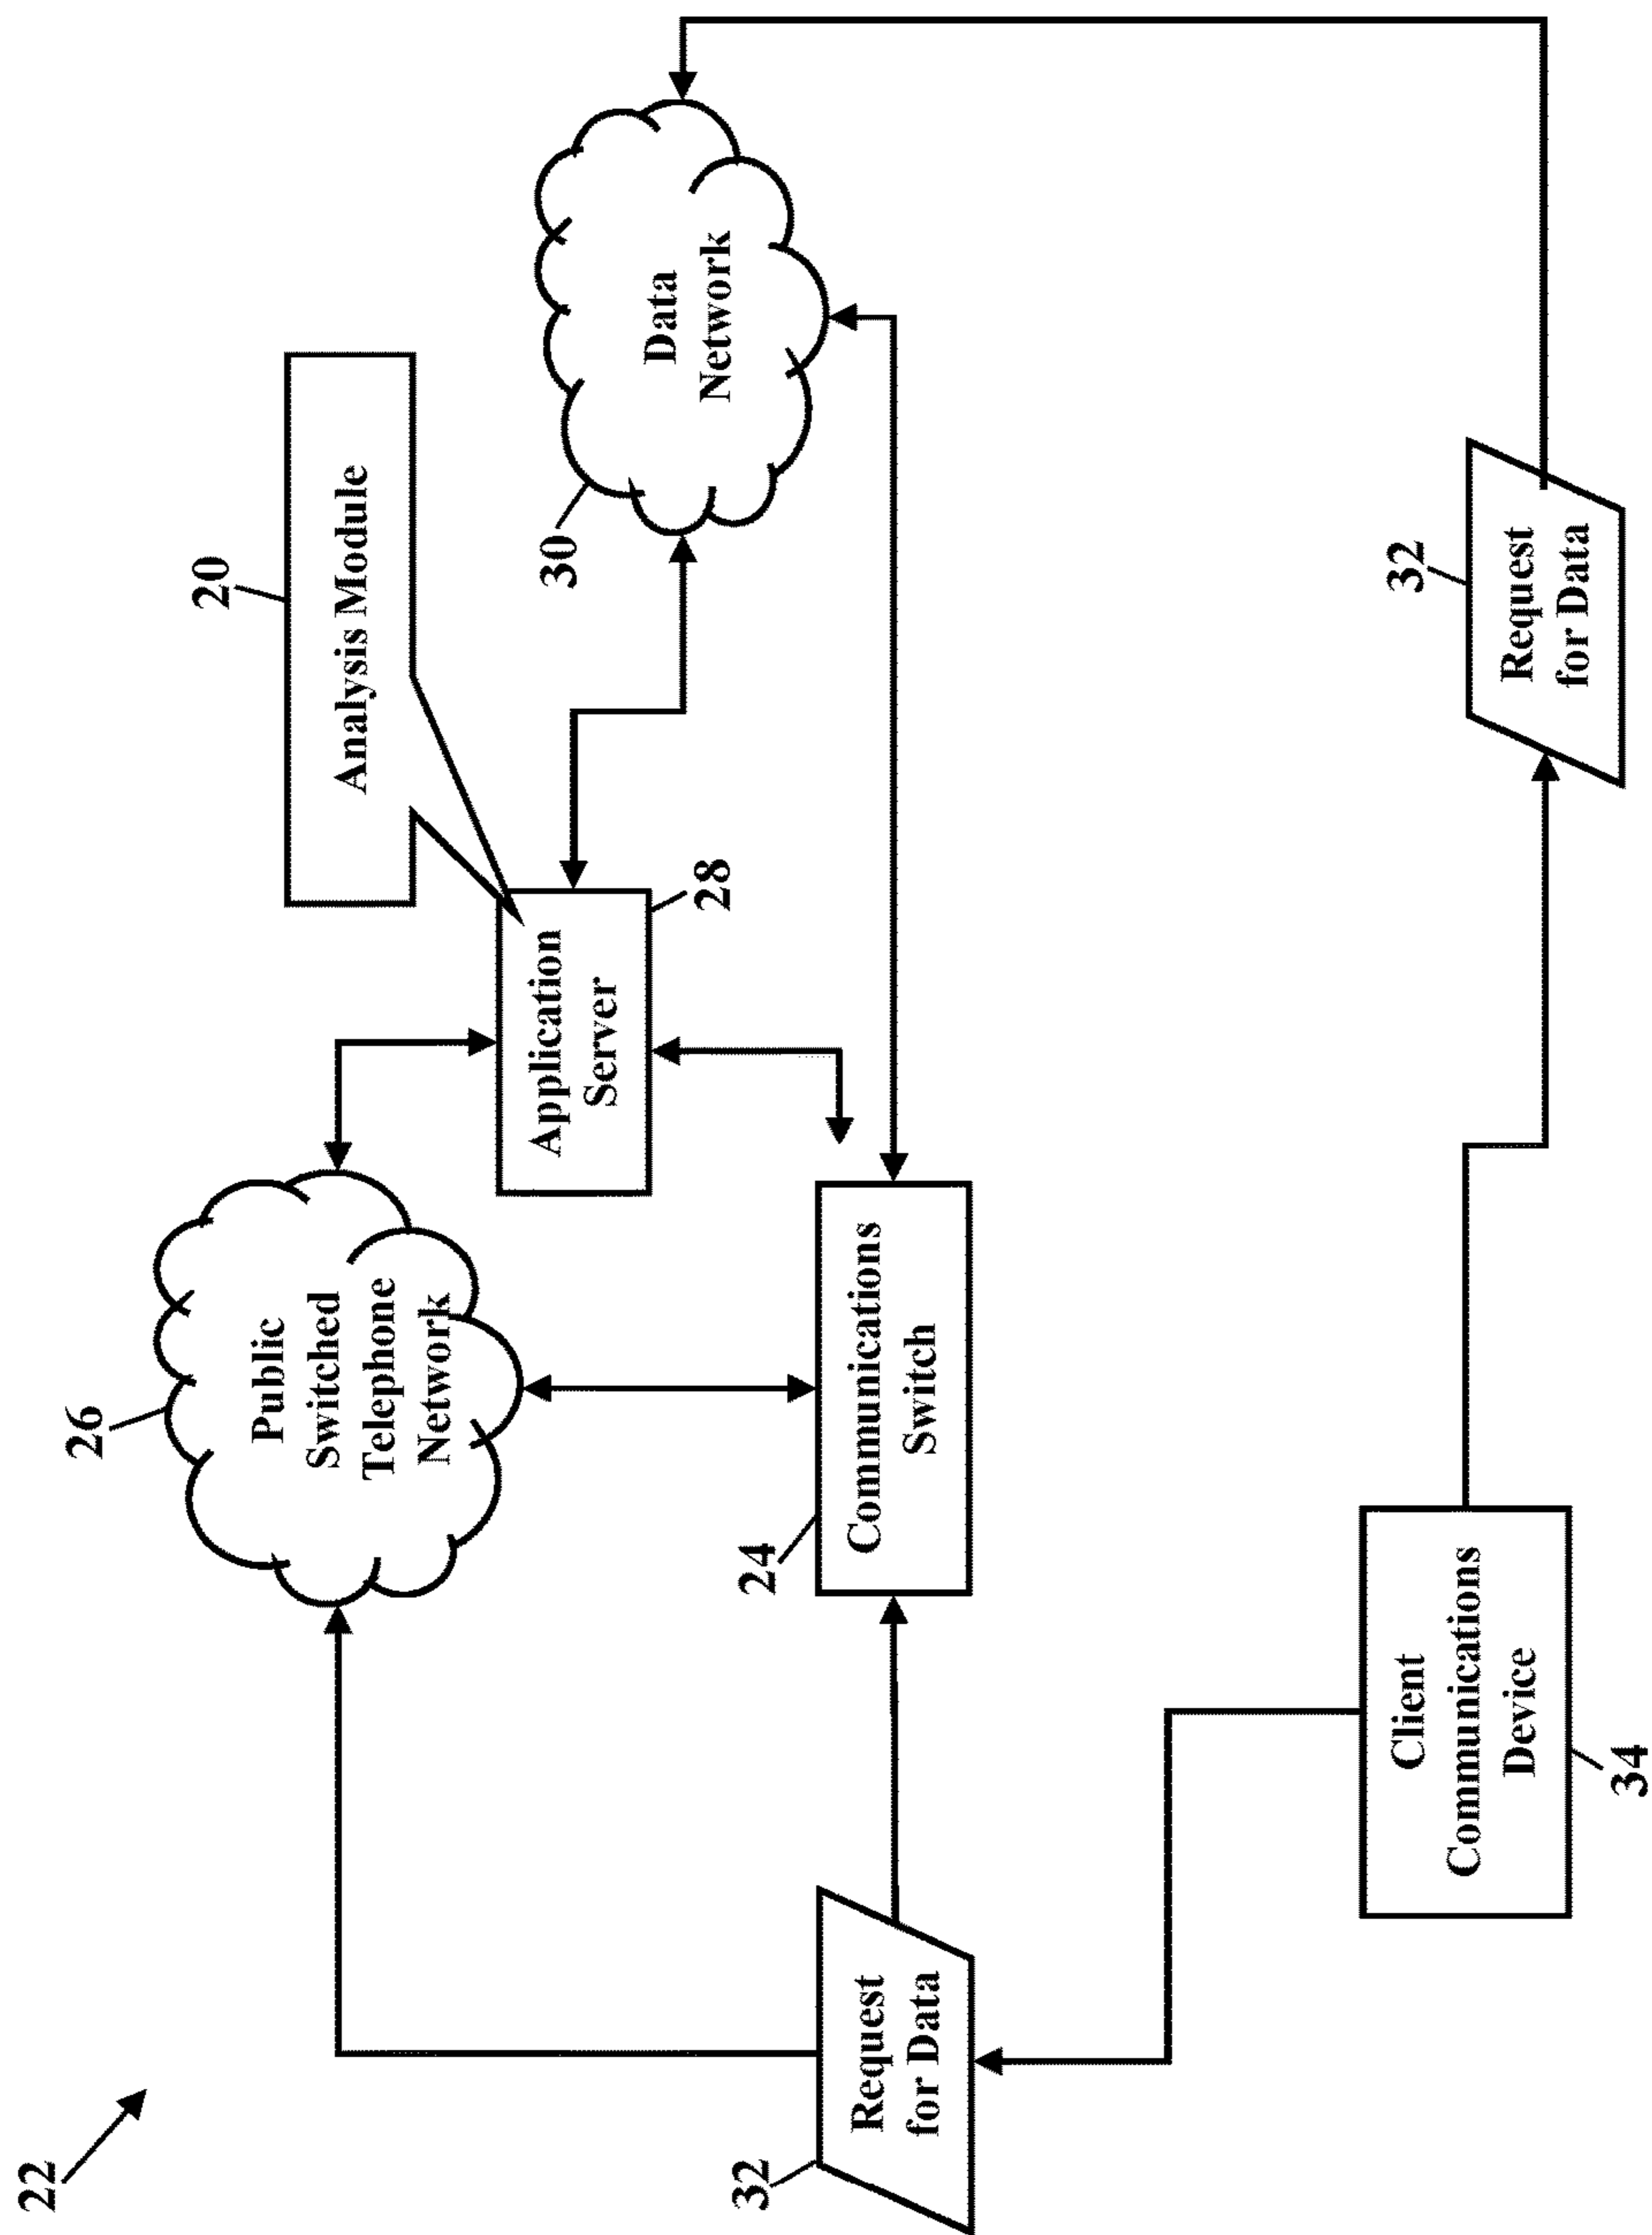 22
26
Public
Switched
Telephone
Network
20
Analysis Module
Application
Server
28
30
Data
Network
24
Communications
Switch
32
Request
for Data
Client
Communications
Device
34
32
Request
for Data